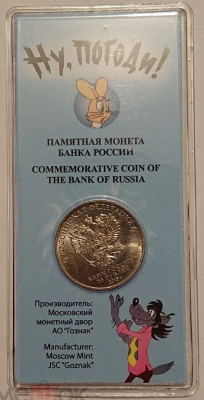 Ну, погоди!
ПАМЯТНАЯ МОНЕТА
БАНКА РОССИИ
COMMEMORATIVE COIN OF
THE BANK OF RUSSIA
Производитель:
Московский
монетный двор
АО "Гознак"
Manufacturer:
Moscow Mint
JSC "Goznak"